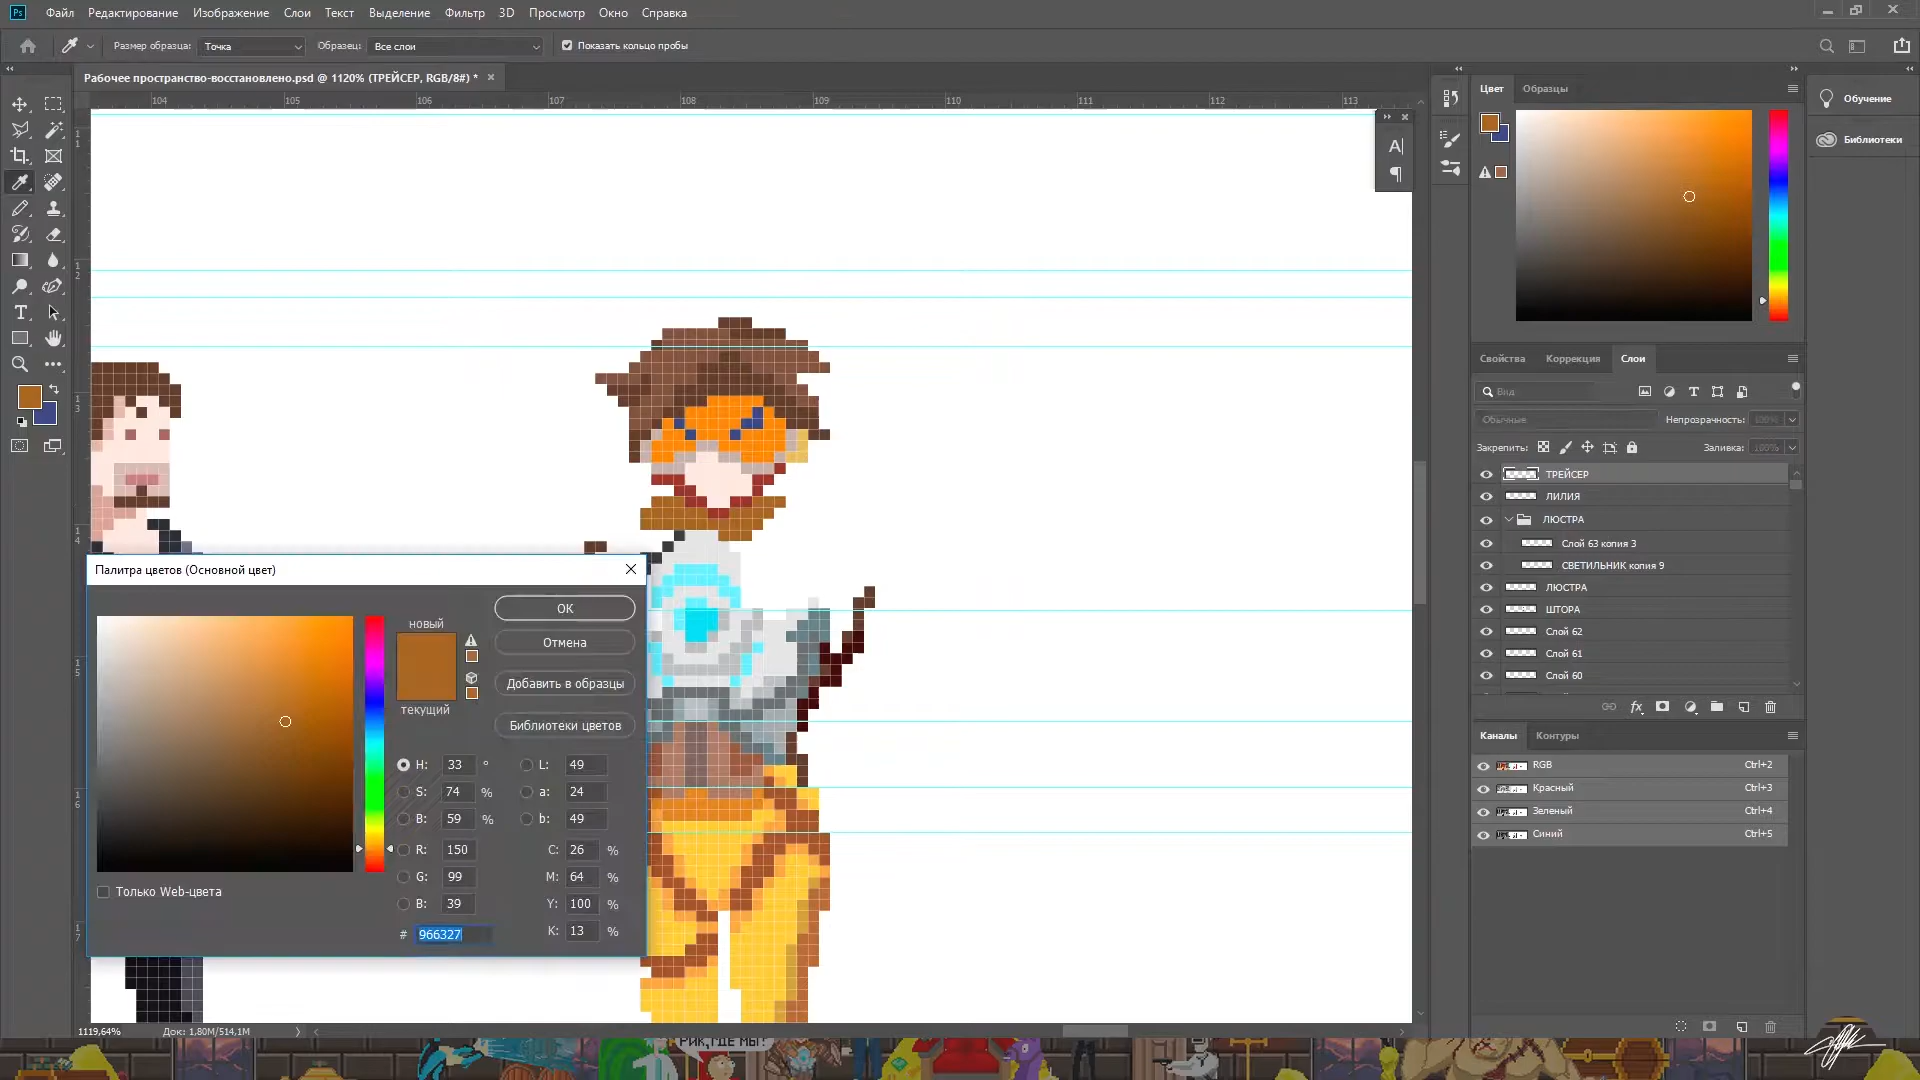 Ps Файл Редактирование Изображение Слои Текст Выделение Фильтр 3D Просмотр Окно Справка
Размер образца: Точка Образец: Все слои Показать кольцо пробы
Рабочее пространство-восстановлено.psd @ 1120% (ТРЕЙСЕР, RGB/8#) *
104 105 106 107 108 109 110 111 112 113
Цвет Образцы
Обучение
Библиотеки
Свойства Коррекция Слои
Вид
Обычные Непрозрачность: 100%
Закрепить: Заливка: 100%
ТРЕЙСЕР
ЛИЛИЯ
ЛЮСТРА
Слой 63 копия 3
СВЕТИЛЬНИК копия 9
ЛЮСТРА
ШТОРА
Слой 62
Слой 61
Слой 60
fx
Каналы Контуры
RGB Ctrl+2
Красный Ctrl+3
Зеленый Ctrl+4
Синий Ctrl+5
Палитра цветов (Основной цвет)
новый
текущий
OK
Отмена
Добавить в образцы
Библиотеки цветов
H: 33 °
S: 74 %
B: 59 %
R: 150
G: 99
B: 39
# 966327
L: 49
a: 24
b: 49
C: 26 %
M: 64 %
Y: 100 %
K: 13 %
Только Web-цвета
1119,64% Док: 1,80M/514,1M
РИК, ГДЕ МЫ?